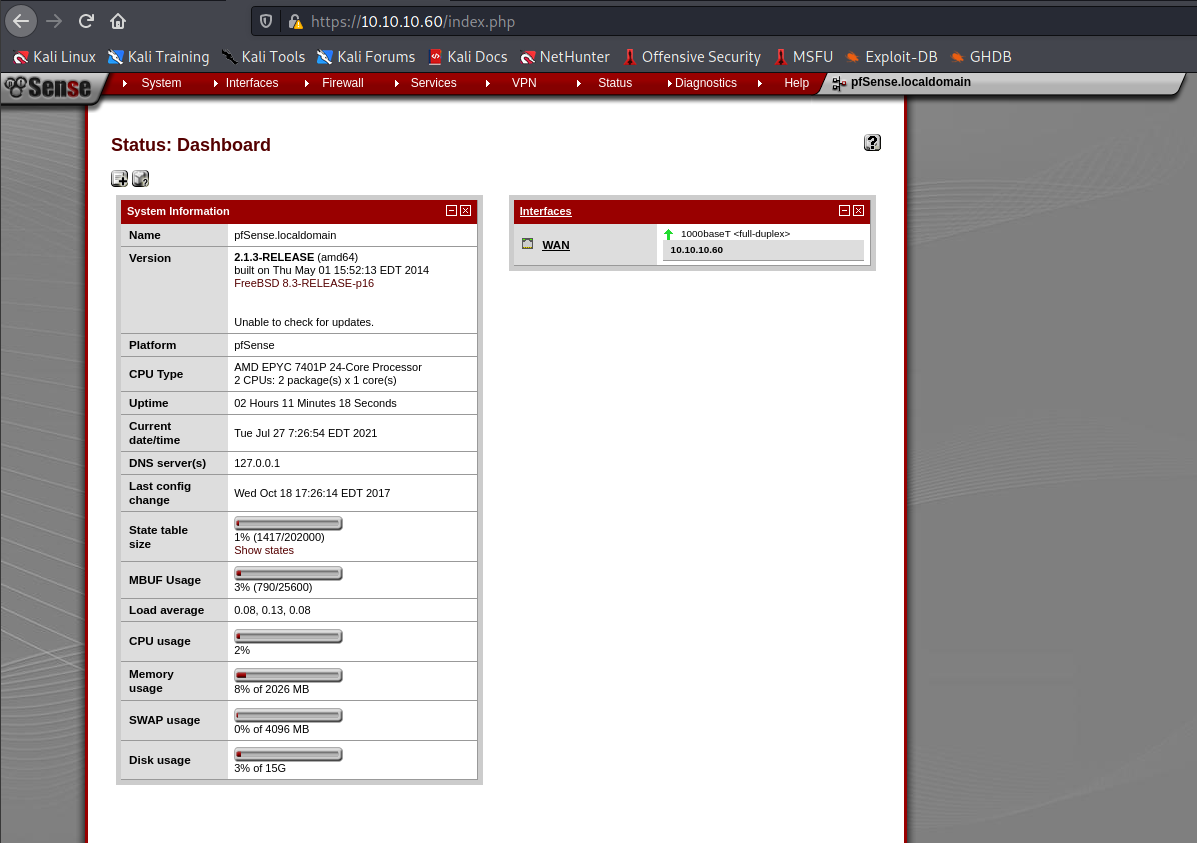 https://10.10.10.60/index.php
Kali Linux Kali Training Kali Tools Kali Forums Kali Docs NetHunter Offensive Security MSFU Exploit-DB GHDB
Sense System Interfaces Firewall Services VPN Status Diagnostics Help pfSense.localdomain
Status: Dashboard
System Information
Name pfSense.localdomain
Version 2.1.3-RELEASE (amd64)
built on Thu May 01 15:52:13 EDT 2014
FreeBSD 8.3-RELEASE-p16
Unable to check for updates.
Platform pfSense
CPU Type AMD EPYC 7401P 24-Core Processor
2 CPUs: 2 package(s) x 1 core(s)
Uptime 02 Hours 11 Minutes 18 Seconds
Current
date/time Tue Jul 27 7:26:54 EDT 2021
DNS server(s) 127.0.0.1
Last config
change Wed Oct 18 17:26:14 EDT 2017
State table
size
1% (1417/202000)
Show states
MBUF Usage
3% (790/25600)
Load average 0.08, 0.13, 0.08
CPU usage
2%
Memory
usage
8% of 2026 MB
SWAP usage
0% of 4096 MB
Disk usage
3% of 15G
Interfaces
WAN
1000baseT <full-duplex>
10.10.10.60